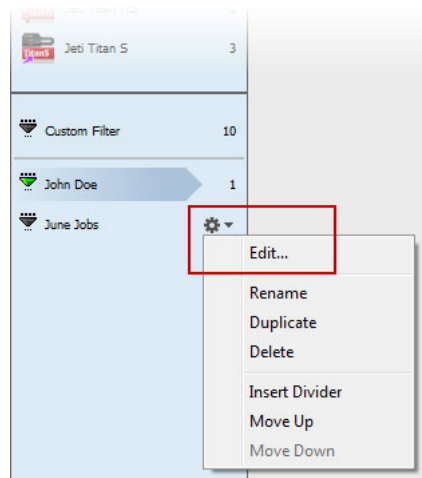 TitanS Jeti Titan S 3
Custom Filter 10
John Doe 1
June Jobs
Edit...
Rename
Duplicate
Delete
Insert Divider
Move Up
Move Down